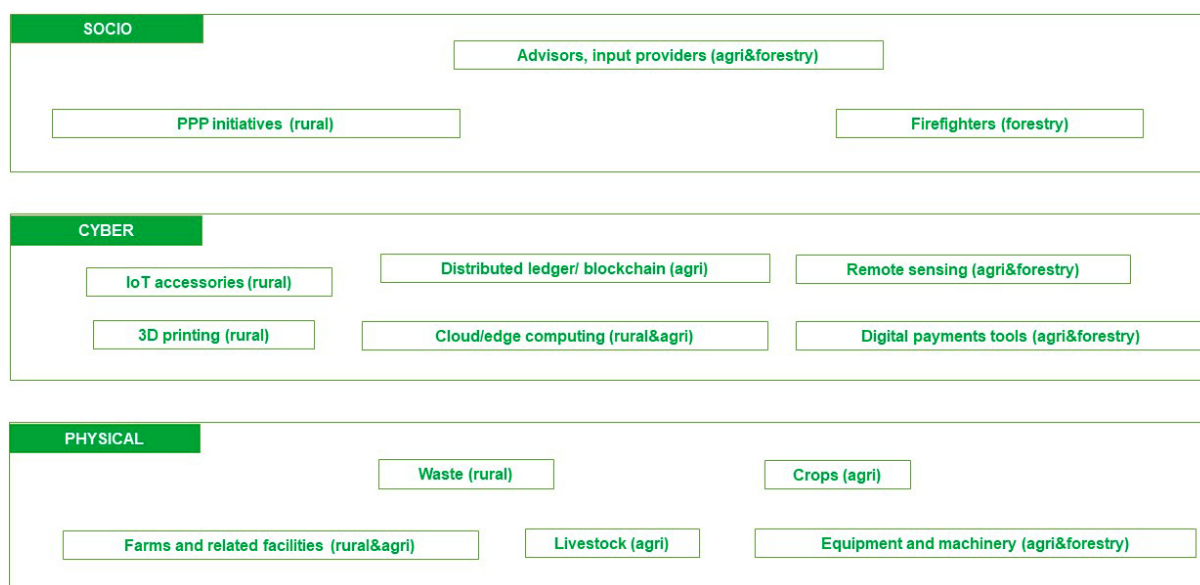 SOCIO
Advisors, input providers (agri&forestry)
PPP initiatives (rural)
Firefighters (forestry)
CYBER
Distributed ledger/ blockchain (agri)
Remote sensing (agri&forestry)
IoT accessories (rural)
3D printing (rural)
Cloud/edge computing (rural&agri)
Digital payments tools (agri&forestry)
PHYSICAL
Waste (rural)
Crops (agri)
Farms and related facilities (rural&agri)
Livestock (agri)
Equipment and machinery (agri&forestry)